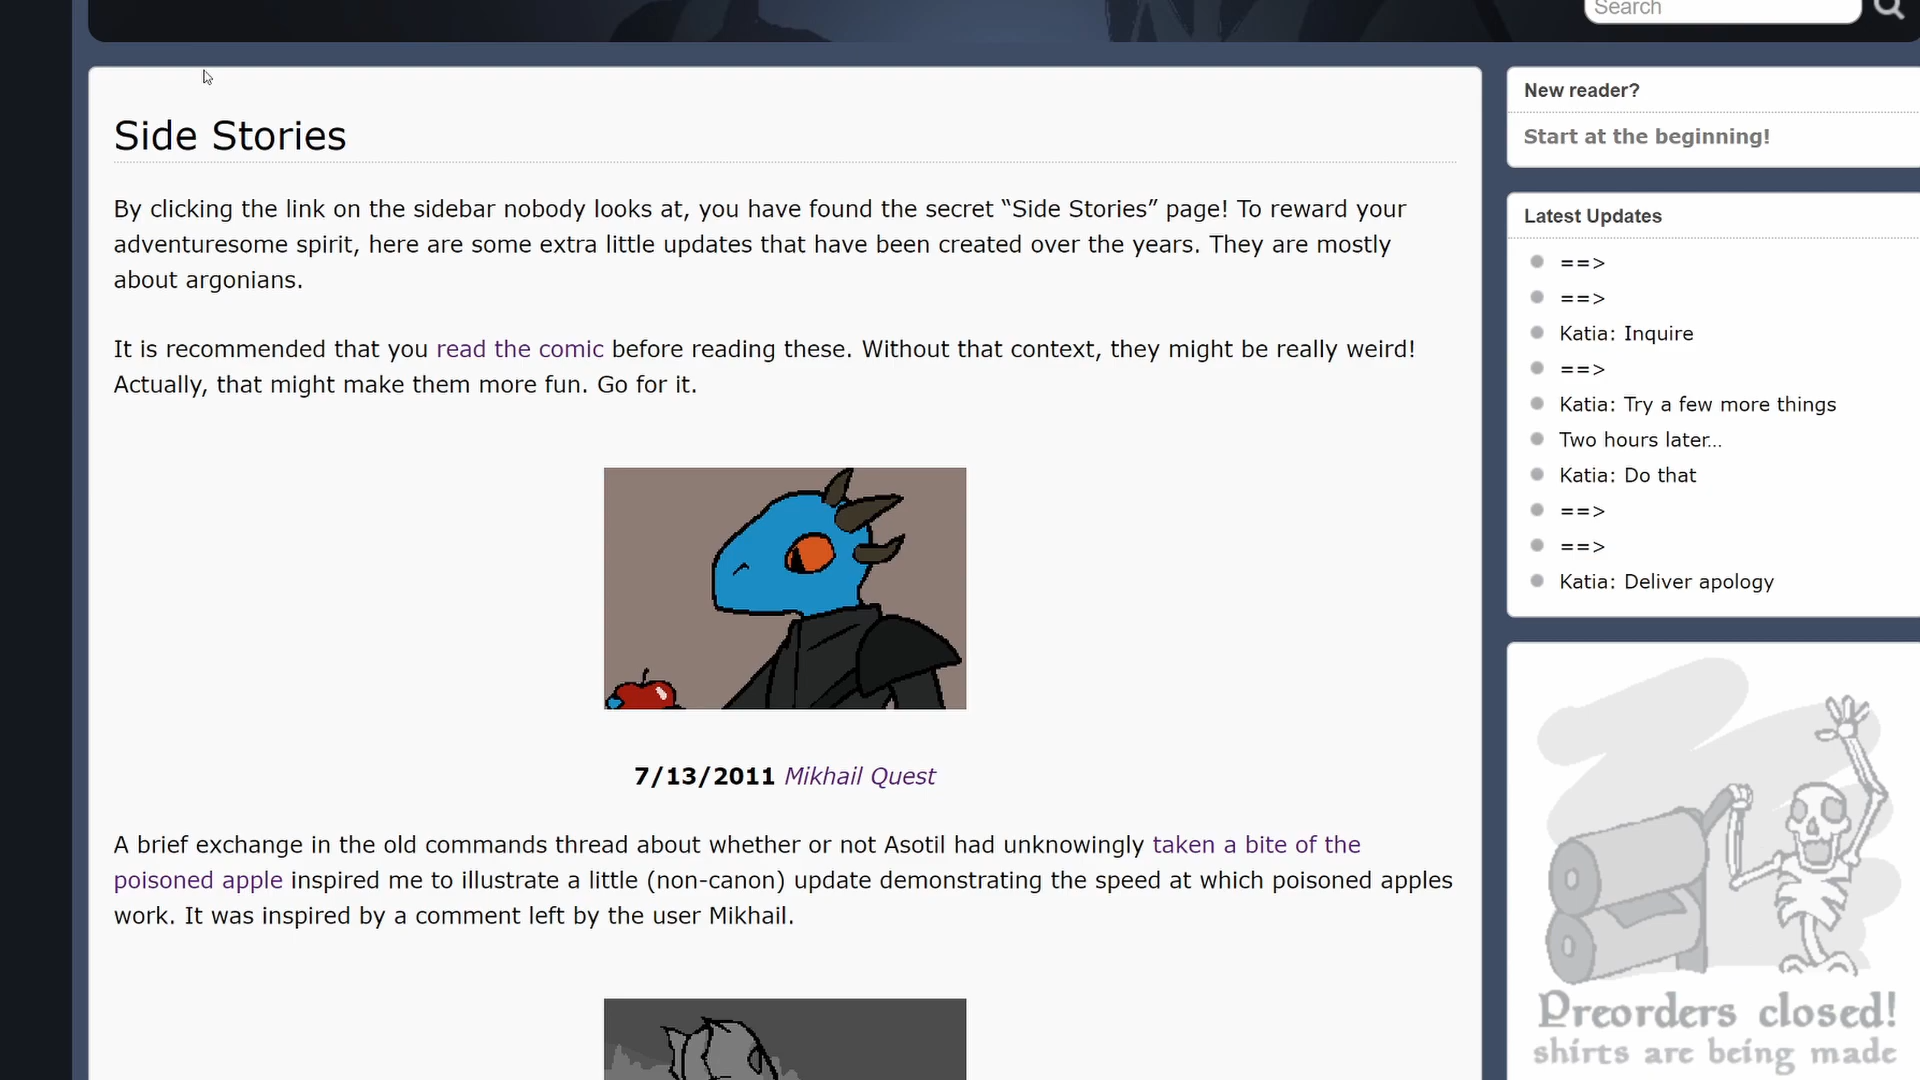 Search
Side Stories
By clicking the link on the sidebar nobody looks at, you have found the secret “Side Stories” page! To reward your
adventuresome spirit, here are some extra little updates that have been created over the years. They are mostly
about argonians.
It is recommended that you read the comic before reading these. Without that context, they might be really weird!
Actually, that might make them more fun. Go for it.
7/13/2011 Mikhail Quest
A brief exchange in the old commands thread about whether or not Asotil had unknowingly taken a bite of the
poisoned apple inspired me to illustrate a little (non-canon) update demonstrating the speed at which poisoned apples
work. It was inspired by a comment left by the user Mikhail.
New reader?
Start at the beginning!
Latest Updates
==>
==>
Katia: Inquire
==>
Katia: Try a few more things
Two hours later...
Katia: Do that
==>
==>
Katia: Deliver apology
Preorders closed!
shirts are being made